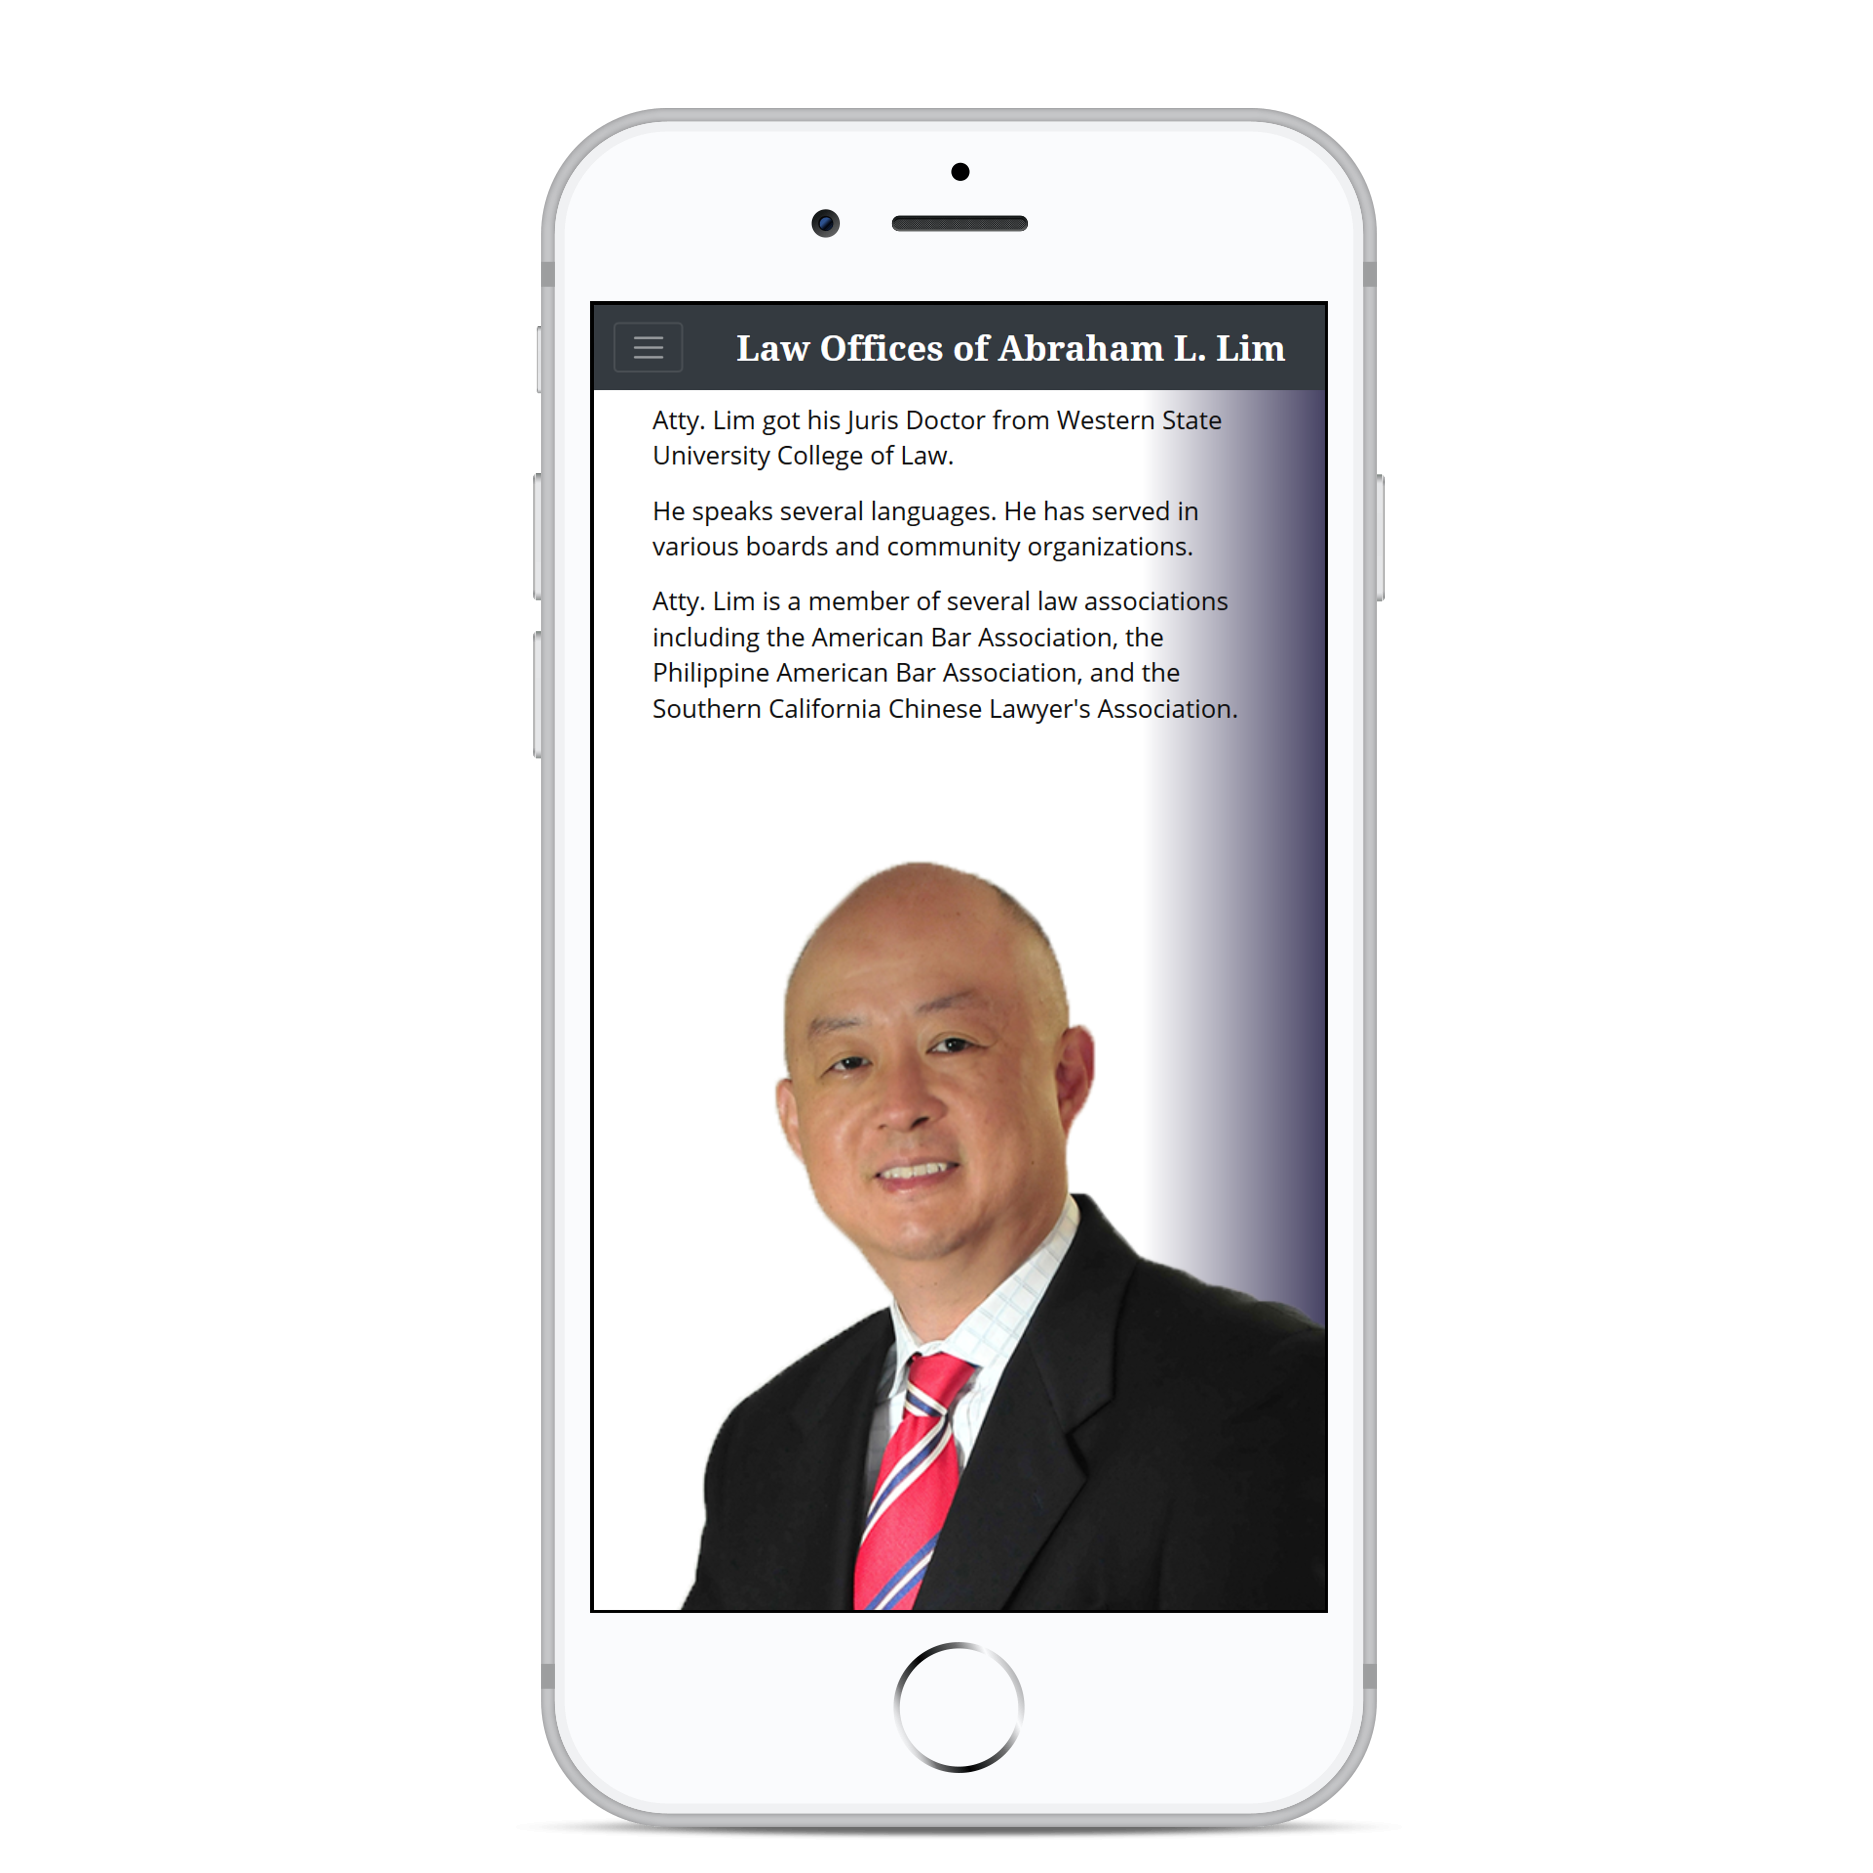 Law Offices of Abraham L. Lim
Atty. Lim got his Juris Doctor from Western State
University College of Law.
He speaks several languages. He has served in
various boards and community organizations.
Atty. Lim is a member of several law associations
including the American Bar Association, the
Philippine American Bar Association, and the
Southern California Chinese Lawyer's Association.